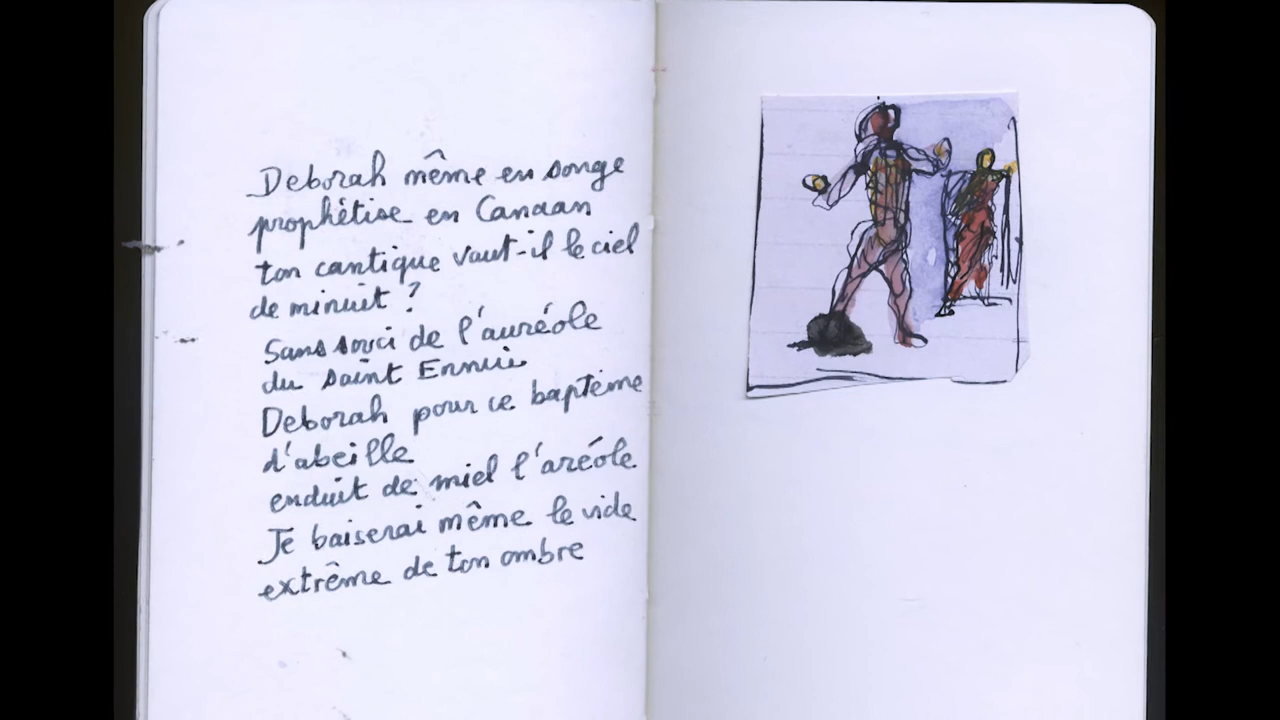 Deborah même en songe
prophétise en Canaan
ton cantique vaut-il le ciel
de minuit ?
Sans souci de l'auréole
du Saint Ennui
Deborah pour ce baptême
d'abeille
enduit de miel l'aréole
Je baiserai même le vide
extrême de ton ombre